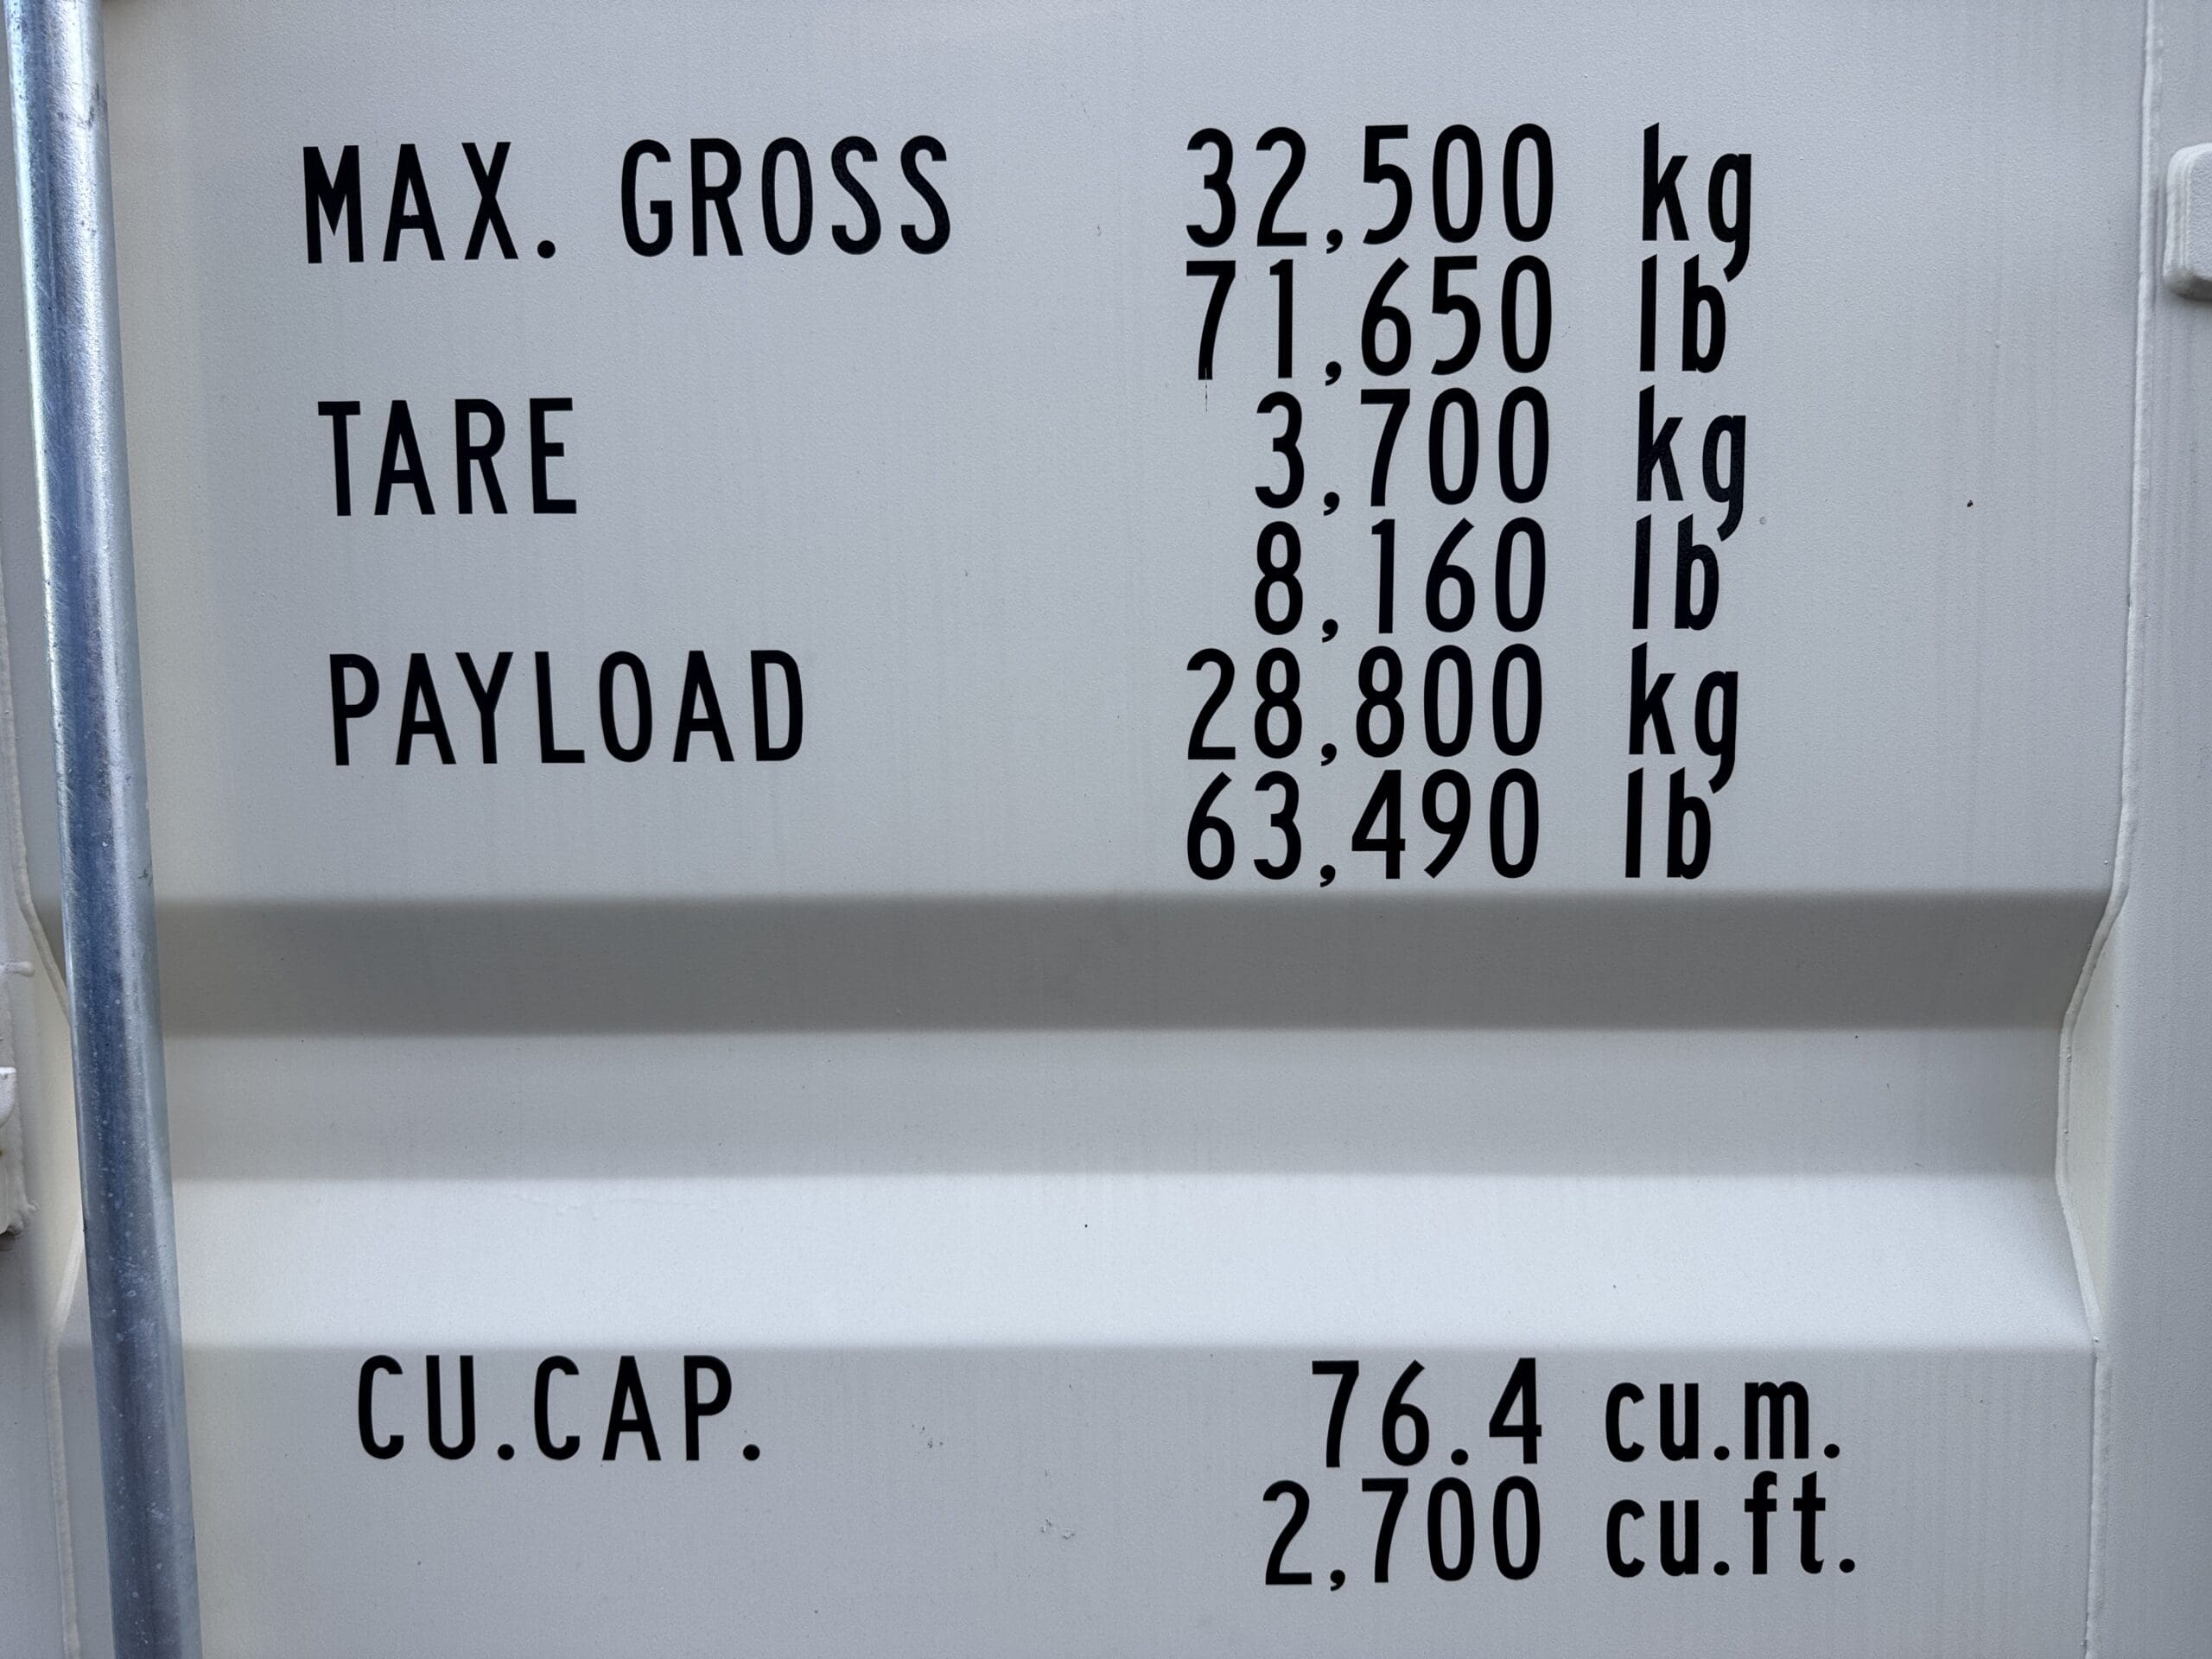 MAX. GROSS 32,500 kg
71,650 lb
TARE 3,700 kg
8,160 lb
PAYLOAD 28,800 kg
63,490 lb
CU.CAP. 76.4 cu.m.
2,700 cu.ft.